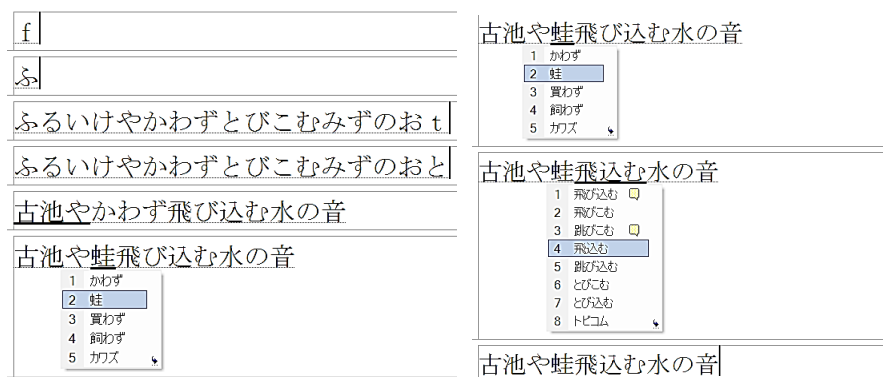 f
ふ
ふるいけやかわずとびこむみずのおｔ
ふるいけやかわずとびこむみずのおと
古池やかわず飛び込む水の音
古池や蛙飛び込む水の音
1 かわず
2 蛙
3 買わず
4 飼わず
5 カワズ
古池や蛙飛び込む水の音
1 かわず
2 蛙
3 買わず
4 飼わず
5 カワズ
古池や蛙飛込む水の音
1 飛び込む
2 飛びこむ
3 跳びこむ
4 飛込む
5 跳び込む
6 とびこむ
7 とび込む
8 トビコム
古池や蛙飛込む水の音